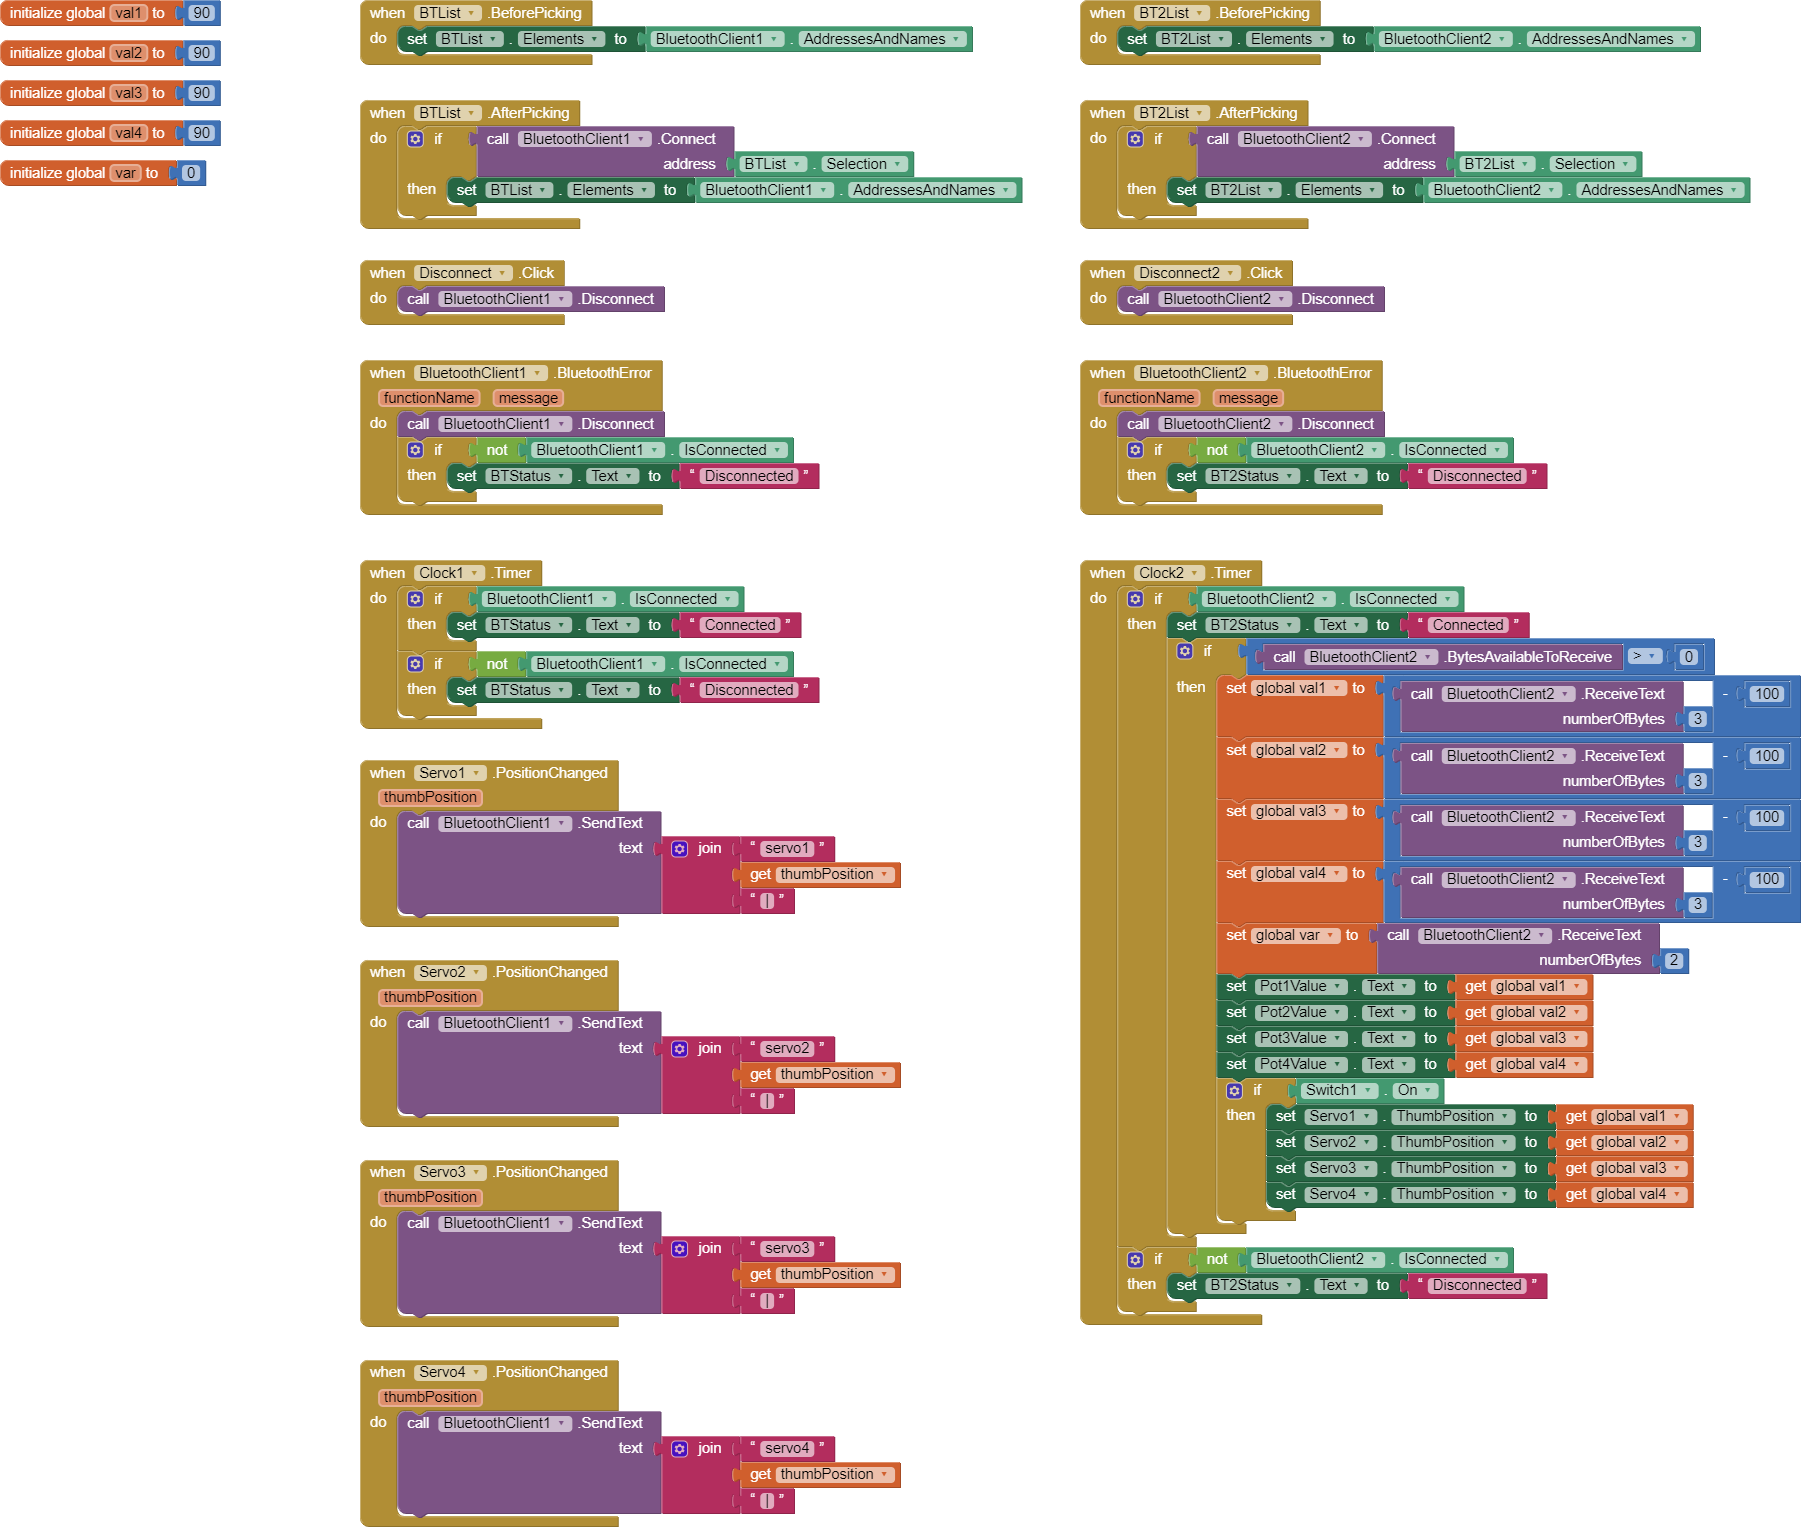 initialize global val1 to 90
initialize global val2 to 90
initialize global val3 to 90
initialize global val4 to 90
initialize global var to 0
when BTList .BeforePicking
do set BTList . Elements to BluetoothClient1 . AddressesAndNames
when BTList .AfterPicking
do if call BluetoothClient1 .Connect
address BTList . Selection
then set BTList . Elements to BluetoothClient1 . AddressesAndNames
when Disconnect .Click
do call BluetoothClient1 .Disconnect
when BluetoothClient1 .BluetoothError
functionName message
do call BluetoothClient1 .Disconnect
if not BluetoothClient1 . IsConnected
then set BTStatus . Text to “ Disconnected ”
when Clock1 .Timer
do if BluetoothClient1 . IsConnected
then set BTStatus . Text to “ Connected ”
if not BluetoothClient1 . IsConnected
then set BTStatus . Text to “ Disconnected ”
when Servo1 .PositionChanged
thumbPosition
do call BluetoothClient1 .SendText
text join “ servo1 ”
get thumbPosition
“ | ”
when Servo2 .PositionChanged
thumbPosition
do call BluetoothClient1 .SendText
text join “ servo2 ”
get thumbPosition
“ | ”
when Servo3 .PositionChanged
thumbPosition
do call BluetoothClient1 .SendText
text join “ servo3 ”
get thumbPosition
“ | ”
when Servo4 .PositionChanged
thumbPosition
do call BluetoothClient1 .SendText
text join “ servo4 ”
get thumbPosition
“ | ”
when BT2List .BeforePicking
do set BT2List . Elements to BluetoothClient2 . AddressesAndNames
when BT2List .AfterPicking
do if call BluetoothClient2 .Connect
address BT2List . Selection
then set BT2List . Elements to BluetoothClient2 . AddressesAndNames
when Disconnect2 .Click
do call BluetoothClient2 .Disconnect
when BluetoothClient2 .BluetoothError
functionName message
do call BluetoothClient2 .Disconnect
if not BluetoothClient2 . IsConnected
then set BT2Status . Text to “ Disconnected ”
when Clock2 .Timer
do if BluetoothClient2 . IsConnected
then set BT2Status . Text to “ Connected ”
if call BluetoothClient2 .BytesAvailableToReceive > 0
then set global val1 to call BluetoothClient2 .ReceiveText - 100
numberOfBytes 3
set global val2 to call BluetoothClient2 .ReceiveText - 100
numberOfBytes 3
set global val3 to call BluetoothClient2 .ReceiveText - 100
numberOfBytes 3
set global val4 to call BluetoothClient2 .ReceiveText - 100
numberOfBytes 3
set global var to call BluetoothClient2 .ReceiveText
numberOfBytes 2
set Pot1Value . Text to get global val1
set Pot2Value . Text to get global val2
set Pot3Value . Text to get global val3
set Pot4Value . Text to get global val4
if Switch1 . On
then set Servo1 . ThumbPosition to get global val1
set Servo2 . ThumbPosition to get global val2
set Servo3 . ThumbPosition to get global val3
set Servo4 . ThumbPosition to get global val4
if not BluetoothClient2 . IsConnected
then set BT2Status . Text to “ Disconnected ”